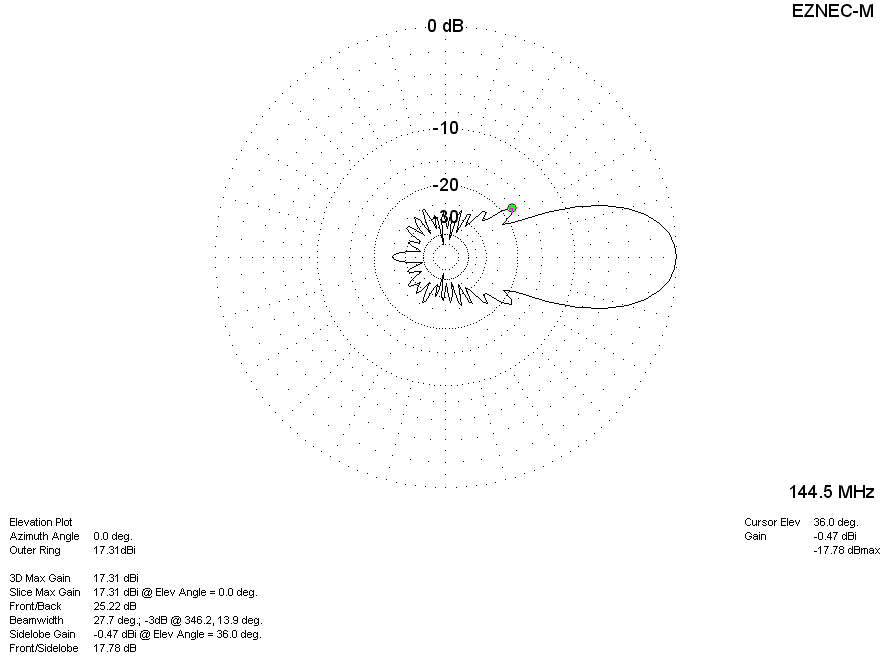 EZNEC-M
0 dB
-10
-20
-30
144.5 MHz
Elevation Plot
Azimuth Angle 0.0 deg.
Outer Ring 17.31dBi
3D Max Gain 17.31 dBi
Slice Max Gain 17.31 dBi @ Elev Angle = 0.0 deg.
Front/Back 25.22 dB
Beamwidth 27.7 deg.; -3dB @ 346.2, 13.9 deg.
Sidelobe Gain -0.47 dBi @ Elev Angle = 36.0 deg.
Front/Sidelobe 17.78 dB
Cursor Elev 36.0 deg.
Gain -0.47 dBi
-17.78 dBmax